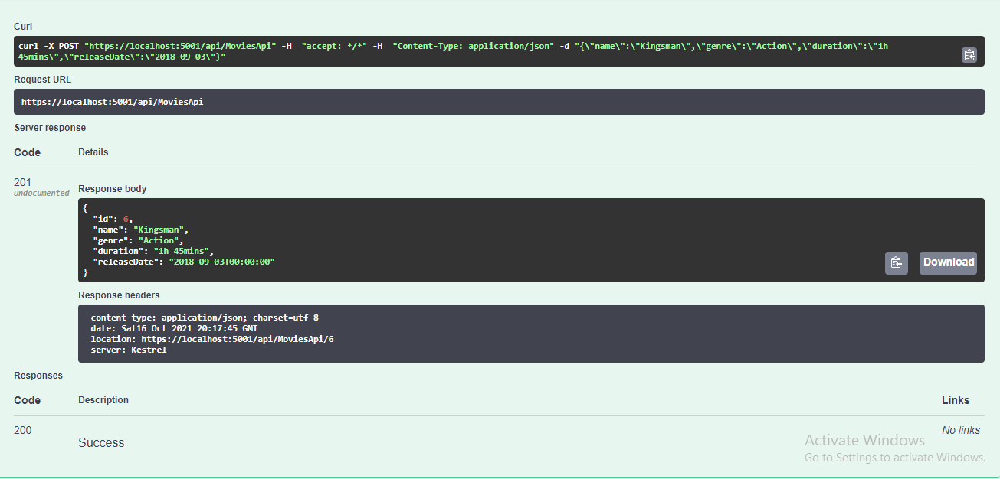 Curl
curl -X POST "https://localhost:5001/api/MoviesApi" -H  "accept: */*" -H  "Content-Type: application/json" -d "{\"name\":\"Kingsman\",\"genre\":\"Action\",\"duration\":\"1h
45mins\",\"releaseDate\":\"2018-09-03\"}"
Request URL
https://localhost:5001/api/MoviesApi
Server response
Code Details
201
Undocumented
Response body
{
  "id": 6,
  "name": "Kingsman",
  "genre": "Action",
  "duration": "1h 45mins",
  "releaseDate": "2018-09-03T00:00:00"
}
Download
Response headers
content-type: application/json; charset=utf-8
date: Sat16 Oct 2021 20:17:45 GMT
location: https://localhost:5001/api/MoviesApi/6
server: Kestrel
Responses
Code Description Links
200 No links
Success
Activate Windows
Go to Settings to activate Windows.